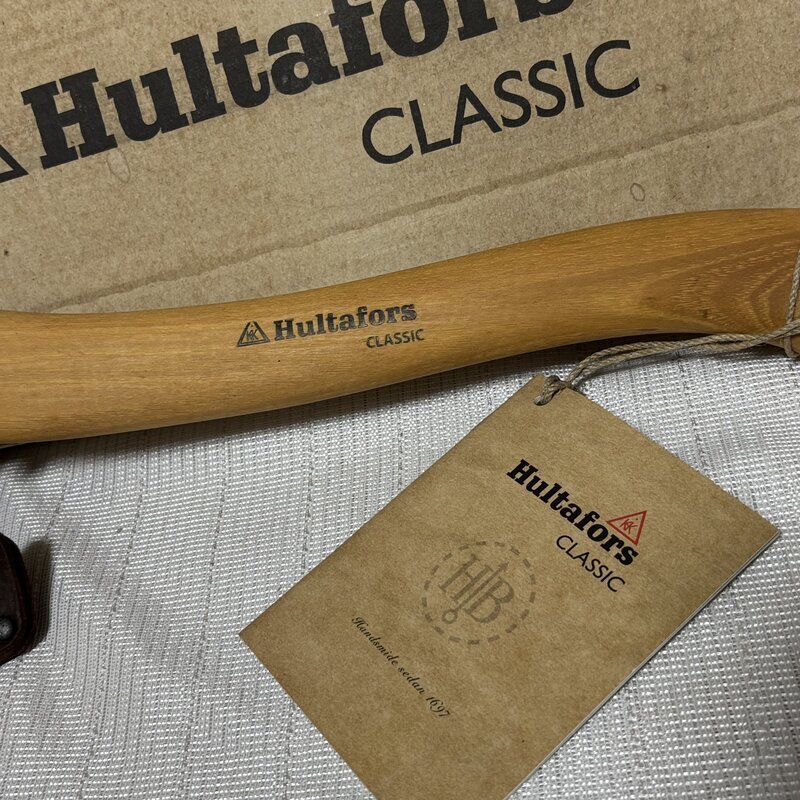 Hultafors
CLASSIC
Hultafors
CLASSIC
Hultafors
CLASSIC
HB
Handsmide sedan 1697